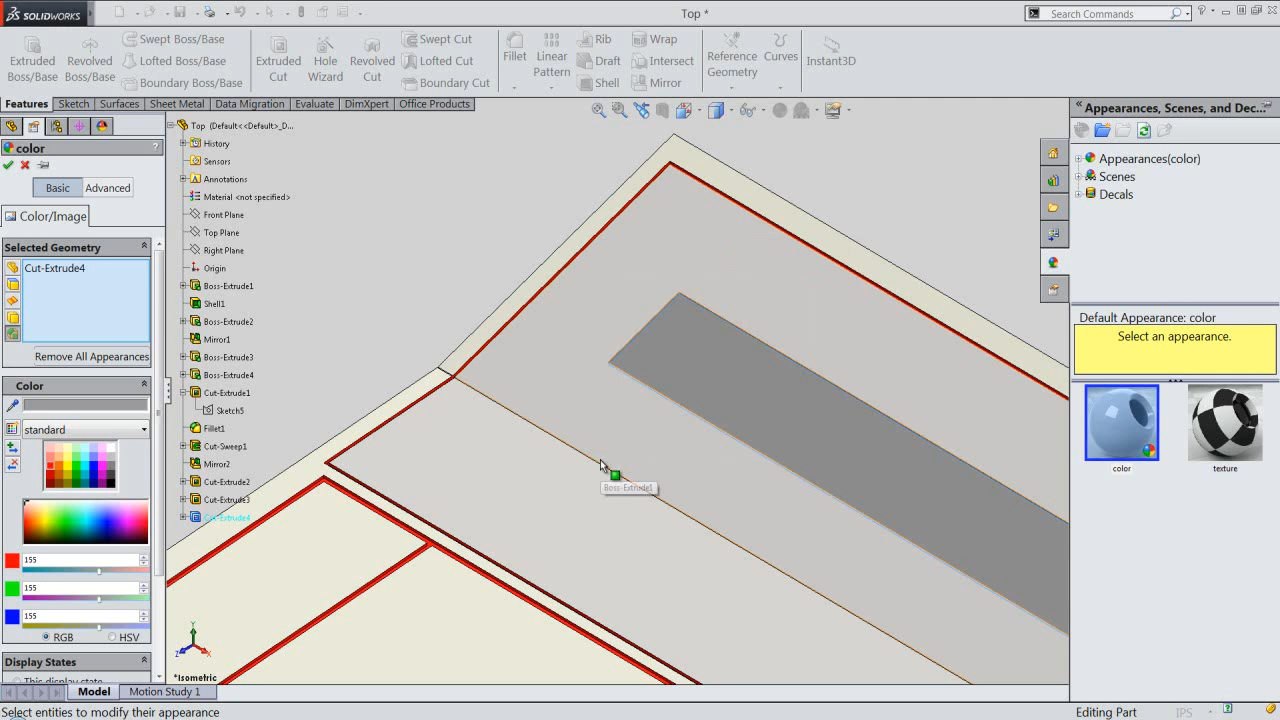 SOLIDWORKS
Top *
Search Commands
Extruded Boss/Base
Revolved Boss/Base
Swept Boss/Base
Lofted Boss/Base
Boundary Boss/Base
Extruded Cut
Hole Wizard
Revolved Cut
Swept Cut
Lofted Cut
Boundary Cut
Fillet
Linear Pattern
Rib
Draft
Shell
Wrap
Intersect
Mirror
Reference Geometry
Curves
Instant3D
Features
Sketch
Surfaces
Sheet Metal
Data Migration
Evaluate
DimXpert
Office Products
color
?
Basic
Advanced
Color/Image
Selected Geometry
Cut-Extrude4
Remove All Appearances
Color
standard
155
155
155
RGB
HSV
Display States
This display state
Top (Default<<Default>_D...
History
Sensors
Annotations
Material <not specified>
Front Plane
Top Plane
Right Plane
Origin
Boss-Extrude1
Shell1
Boss-Extrude2
Mirror1
Boss-Extrude3
Boss-Extrude4
Cut-Extrude1
Sketch5
Fillet1
Cut-Sweep1
Mirror2
Cut-Extrude2
Cut-Extrude3
Cut-Extrude4
Boss-Extrude1
Y
Z
X
*Isometric
Appearances, Scenes, and Dec...
Appearances(color)
Scenes
Decals
Default Appearance: color
Select an appearance.
color
texture
Model
Motion Study 1
Select entities to modify their appearance
Editing Part
IPS